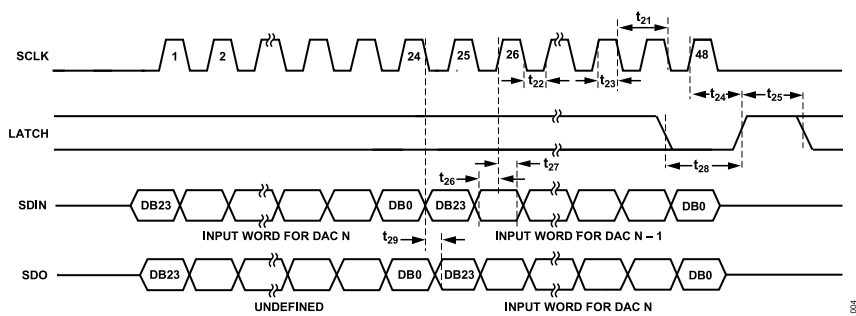 t21
SCLK 1 2 24 25 26 48
t22 t23 t24 t25
LATCH
t28
t27
t26
SDIN DB23 DB0 DB23 DB0
INPUT WORD FOR DAC N INPUT WORD FOR DAC N – 1
t29
SDO DB23 DB0 DB23 DB0
UNDEFINED INPUT WORD FOR DAC N
004